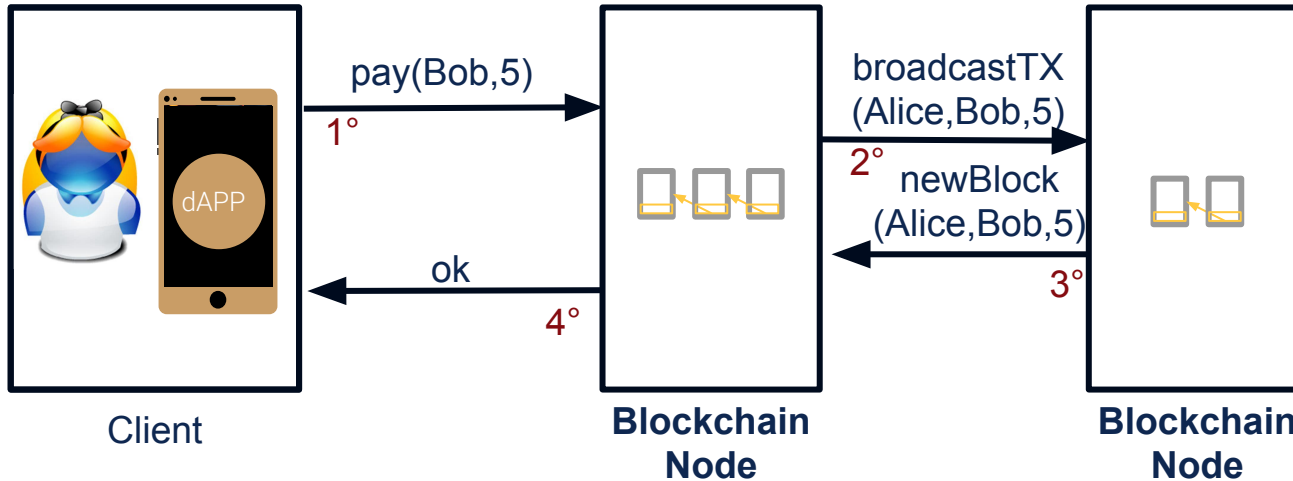 dAPP
pay(Bob,5)
1°
broadcastTX
(Alice,Bob,5)
2°
newBlock
(Alice,Bob,5)
3°
ok
4°
Client
Blockchain
Node
Blockchain
Node